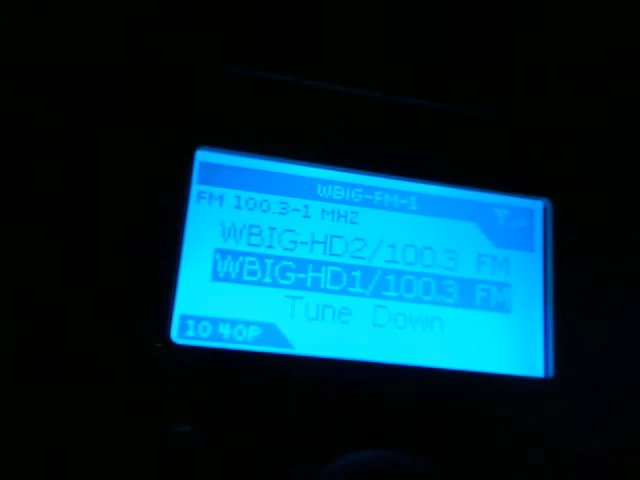 WBIG-FM-1
FM 100.3-1 MHZ
WBIG-HD2/100.3 FM
WBIG-HD1/100.3 FM
Tune Down
10 40P